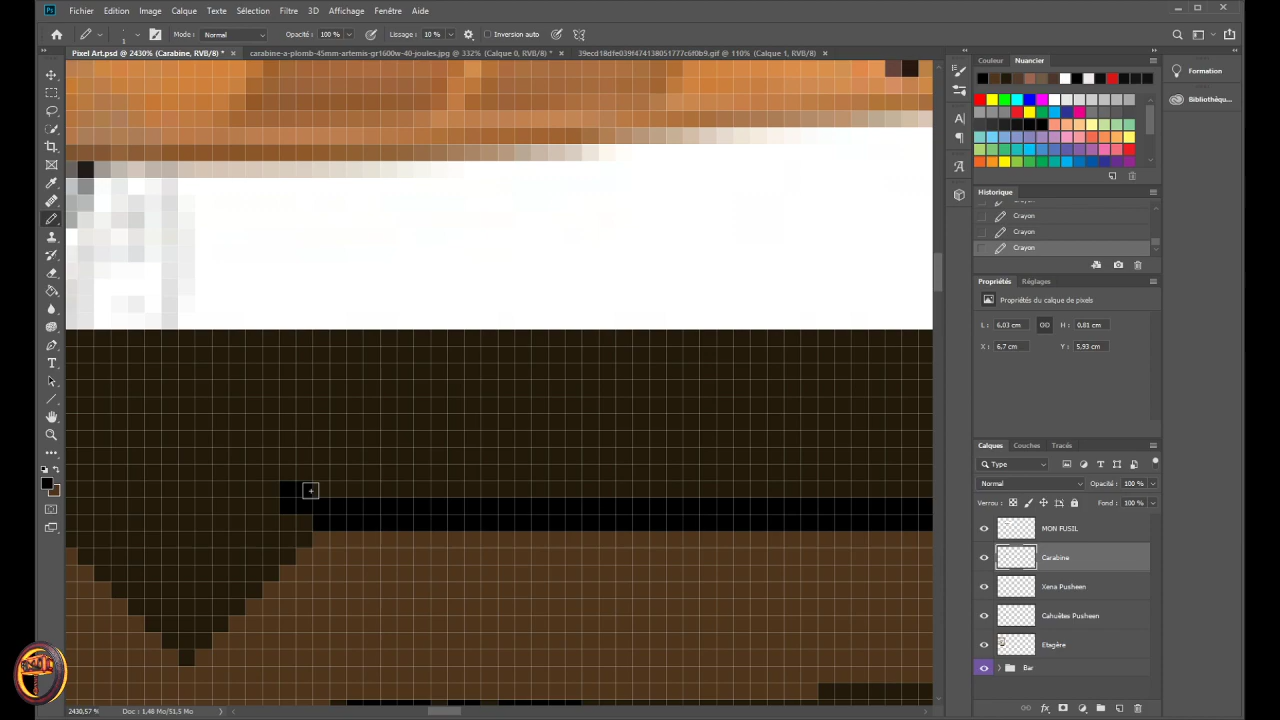 Ps Fichier Edition Image Calque Texte Sélection Filtre 3D Affichage Fenêtre Aide
1 Mode : Normal Opacité : 100 % Lissage : 10 % Inversion auto
Pixel Art.psd @ 2430% (Carabine, RVB/8) * × carabine-a-plomb-45mm-artemis-gr1600w-40-joules.jpg @ 332% (Calque 0, RVB/8) * × 39ecd18dfe039f474138051777c6f0b9.gif @ 110% (Calque 1, RVB/8) ×
Couleur Nuancier
Formation
Bibliothèqu...
Historique
Crayon
Crayon
Crayon
Propriétés Réglages
Propriétés du calque de pixels
L : 6,03 cm H : 0,81 cm
X : 6,7 cm Y : 5,93 cm
Calques Couches Tracés
Type
Normal Opacité : 100 %
Verrou : Fond : 100 %
MON FUSIL
Carabine
Xena Pusheen
Cahuètes Pusheen
Etagère
Bar
2430,57 % Doc : 1,48 Mo/51,5 Mo